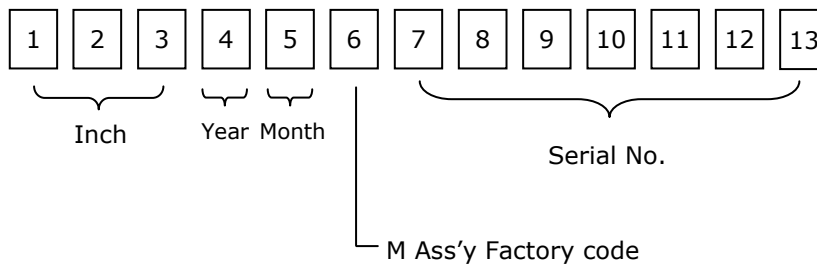 1 2 3 4 5 6 7 8 9 10 11 12 13
Inch Year Month
Serial No.
M Ass'y Factory code